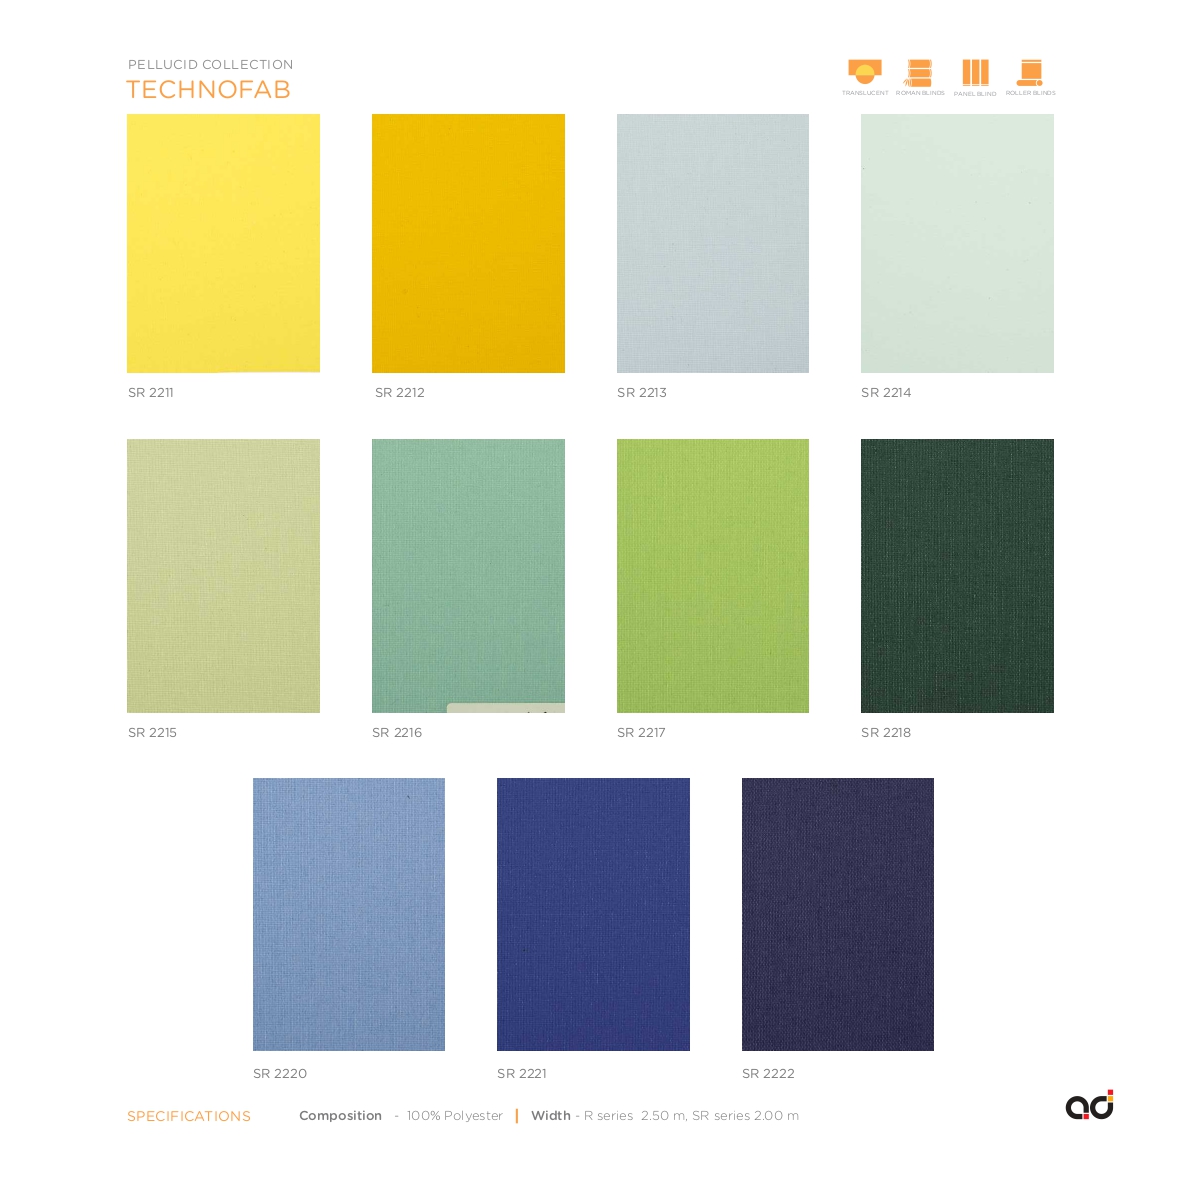 PELLUCID COLLECTION
TECHNOFAB
TRANSLUCENT ROMAN BLINDS PANEL BLIND ROLLER BLINDS
SR 2211 SR 2212 SR 2213 SR 2214
SR 2215 SR 2216 SR 2217 SR 2218
SR 2220 SR 2221 SR 2222
SPECIFICATIONS Composition - 100% Polyester | Width - R series 2.50 m, SR series 2.00 m
ad